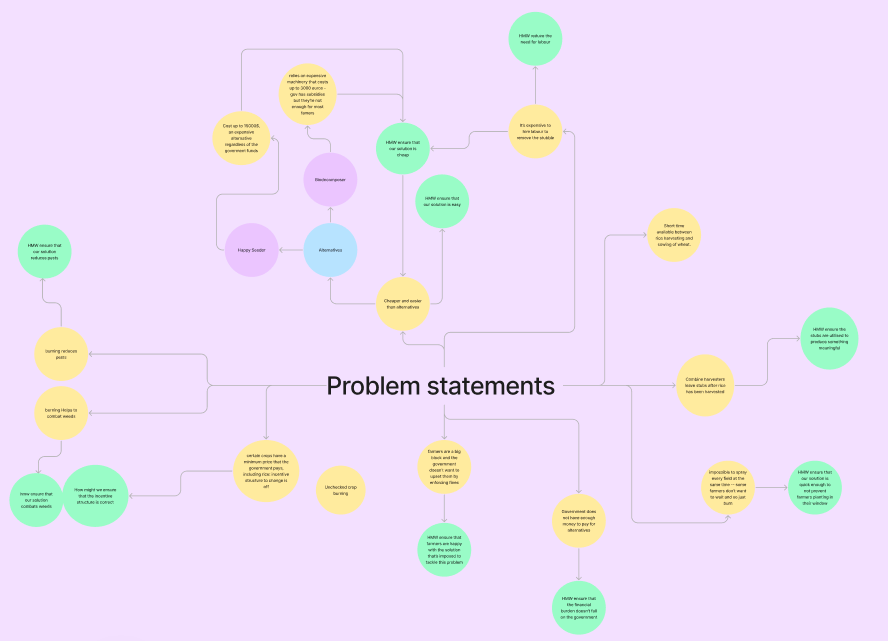 HMW reduce the
need for labour
relies on expensive
machinery that costs
up to 3000 euros -
gov has subsidies
but they're not
enough for most
farmers
Cost up to 1500$,
an expensive
alternative
regardless of the
goverment funds
It's expensive to
hire labour to
remove the stubble
HMW ensure that
our solution is
cheap
Biodecomposer
HMW ensure that
our solution is easy
Short time
available between
rice harvesting and
sowing of wheat.
HMW ensure that
our solution
reduces pests
Happy Seeder
Alternatives
Cheaper and easier
than alternatives
HMW ensure the
stubs are utilised to
produce something
meaningful
burning reduces
pests
Problem statements
Combine harvesters
leave stubs after rice
has been harvested
burning Helps to
combat weeds
certain crops have a
minimum price that the
government pays,
including rice: incentive
structure to change is
off
Unchecked crop
burning
farmers are a big
block and the
government
doesn't want to
upset them by
enforcing fines
impossible to spray
every field at the
same time -- some
farmers don't want
to wait and so just
burn
HMW ensure that
our solution is
quick enough to
not prevent
farmers planting in
their window
hmw ensure that
our solution
combats weeds
How might we ensure
that the incentive
structure is correct
Government does
not have enough
money to pay for
alternatives
HMW ensure that
farmers are happy
with the solution
that's imposed to
tackle this problem
HMW ensure that
the financial
burden doesn't fall
on the government